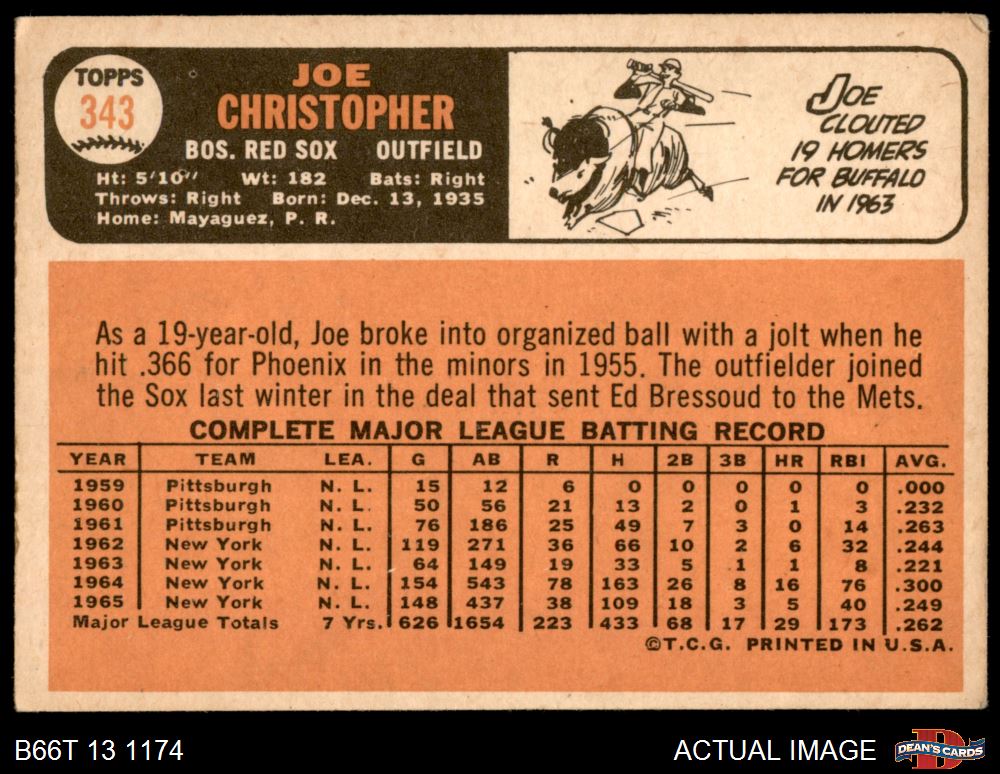 TOPPS
343
JOE
CHRISTOPHER
BOS. RED SOX OUTFIELD
Ht: 5'10" Wt: 182 Bats: Right
Throws: Right Born: Dec. 13, 1935
Home: Mayaguez, P. R.
JOE
CLOUTED
19 HOMERS
FOR BUFFALO
IN 1963
As a 19-year-old, Joe broke into organized ball with a jolt when he
hit .366 for Phoenix in the minors in 1955. The outfielder joined
the Sox last winter in the deal that sent Ed Bressoud to the Mets.
COMPLETE MAJOR LEAGUE BATTING RECORD
YEAR TEAM LEA. G AB R H 2B 3B HR RBI AVG.
1959 Pittsburgh N. L. 15 12 6 0 0 0 0 0 .000
1960 Pittsburgh N. L. 50 56 21 13 2 0 1 3 .232
1961 Pittsburgh N. L. 76 186 25 49 7 3 0 14 .263
1962 New York N. L. 119 271 36 66 10 2 6 32 .244
1963 New York N. L. 64 149 19 33 5 1 1 8 .221
1964 New York N. L. 154 543 78 163 26 8 16 76 .300
1965 New York N. L. 148 437 38 109 18 3 5 40 .249
Major League Totals 7 Yrs. 626 1654 223 433 68 17 29 173 .262
©T.C.G. PRINTED IN U.S.A.
B66T 13 1174
ACTUAL IMAGE
DEAN'S CARDS